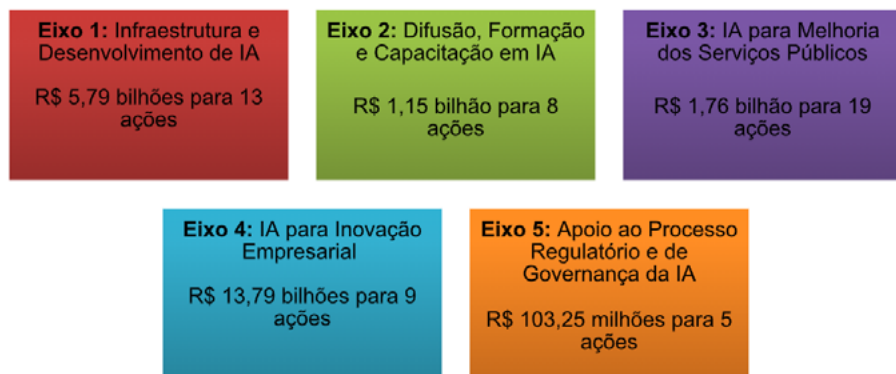 Eixo 1: Infraestrutura e
Desenvolvimento de IA
R$ 5,79 bilhões para 13
ações
Eixo 2: Difusão, Formação
e Capacitação em IA
R$ 1,15 bilhão para 8
ações
Eixo 3: IA para Melhoria
dos Serviços Públicos
R$ 1,76 bilhão para 19
ações
Eixo 4: IA para Inovação
Empresarial
R$ 13,79 bilhões para 9
ações
Eixo 5: Apoio ao Processo
Regulatório e de
Governança da IA
R$ 103,25 milhões para 5
ações